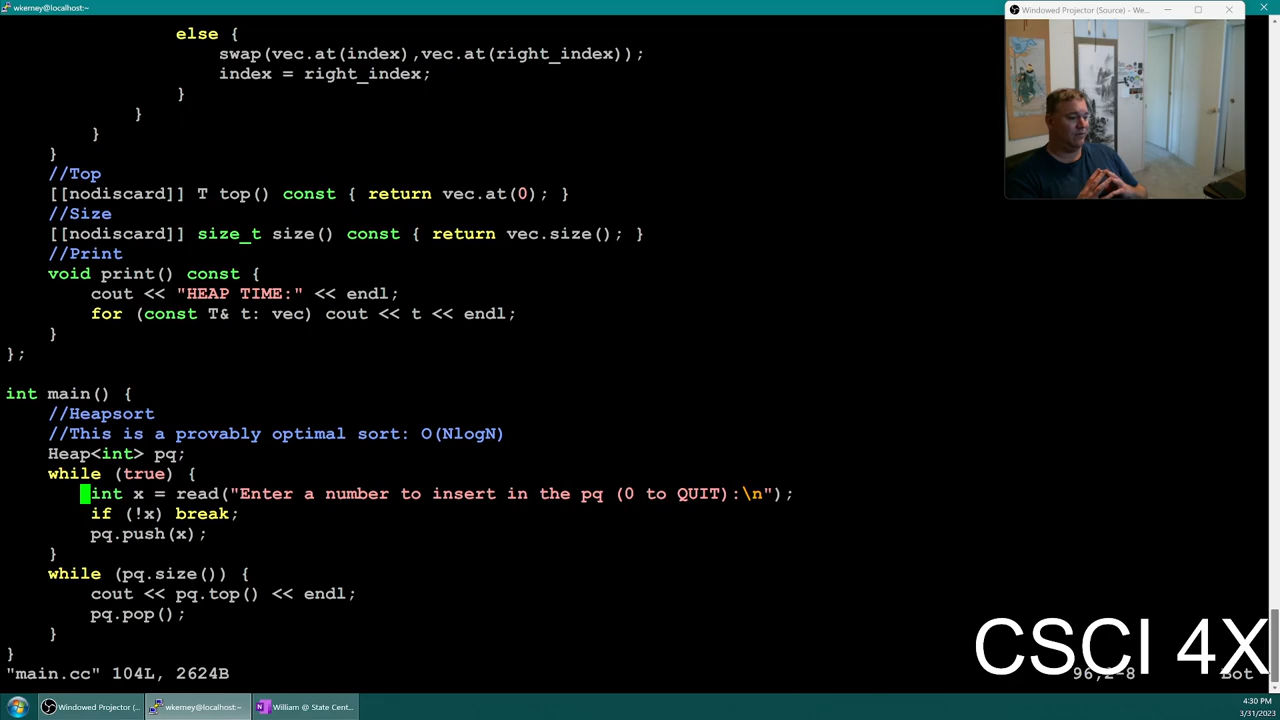 wkerney@localhost:~
Windowed Projector (Source) - We...
else {
swap(vec.at(index),vec.at(right_index));
index = right_index;
}
}
}
}
//Top
[[nodiscard]] T top() const { return vec.at(0); }
//Size
[[nodiscard]] size_t size() const { return vec.size(); }
//Print
void print() const {
cout << "HEAP TIME:" << endl;
for (const T& t: vec) cout << t << endl;
}
};
int main() {
//Heapsort
//This is a provably optimal sort: O(NlogN)
Heap<int> pq;
while (true) {
int x = read("Enter a number to insert in the pq (0 to QUIT):\n");
if (!x) break;
pq.push(x);
}
while (pq.size()) {
cout << pq.top() << endl;
pq.pop();
}
}
CSCI 4X
"main.cc" 104L, 2624B
96,2-8
Bot
Windowed Projector (...
wkerney@localhost:~
William @ State Cent...
4:30 PM
3/31/2023